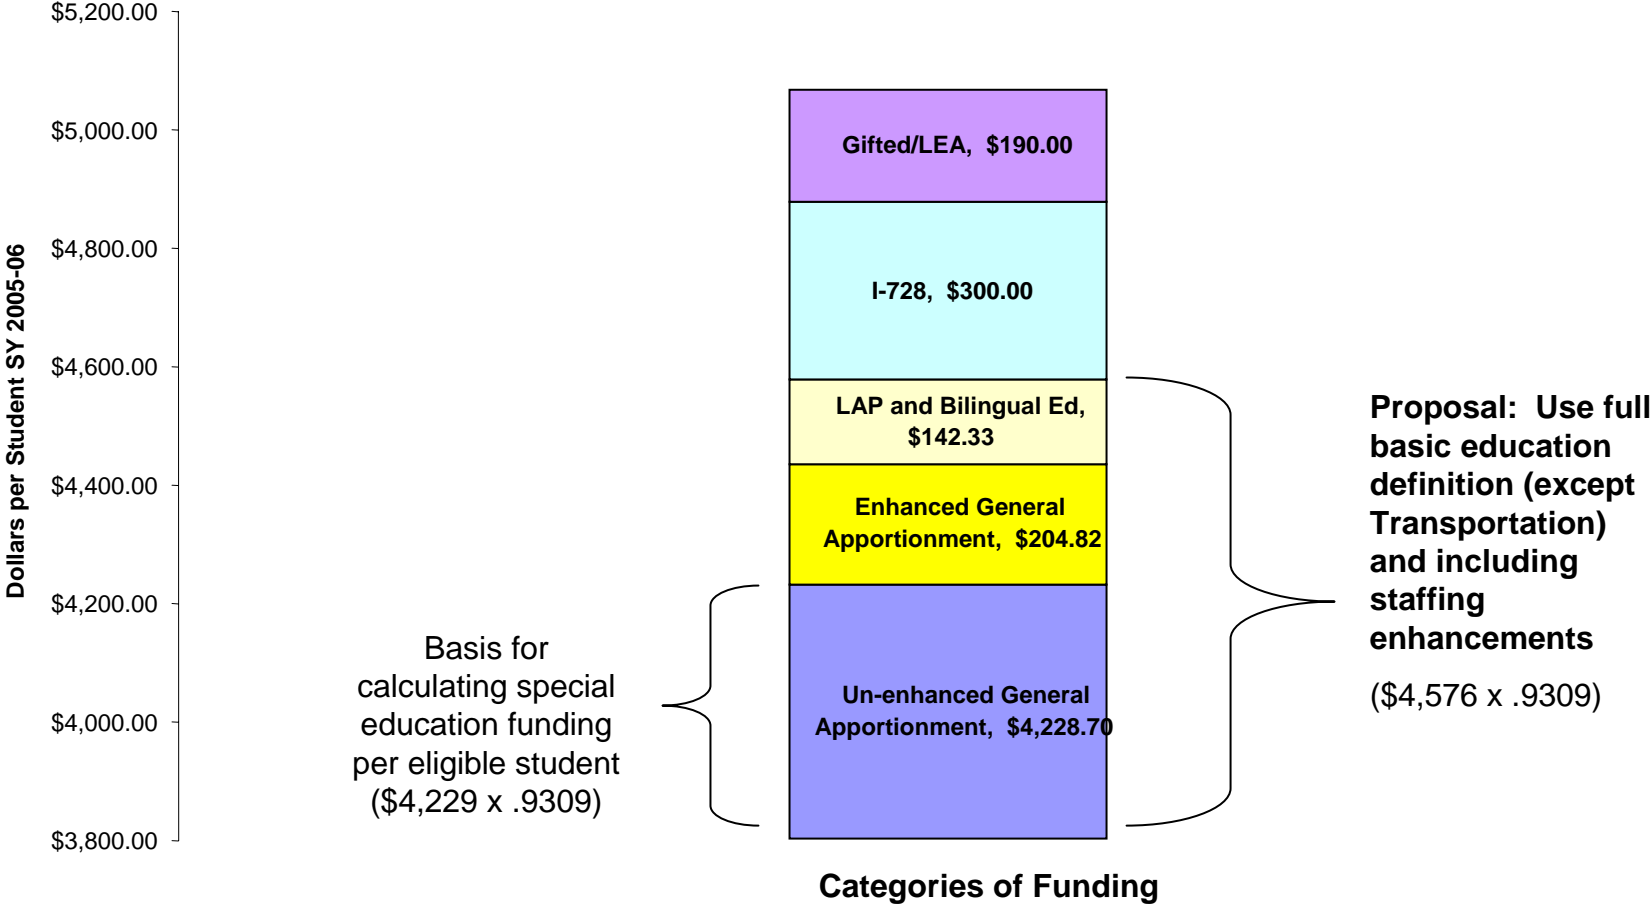 $5,200.00
$5,000.00
$4,800.00
$4,600.00
$4,400.00
$4,200.00
$4,000.00
$3,800.00
Dollars per Student SY 2005-06
Gifted/LEA,  $190.00
I-728,  $300.00
LAP and Bilingual Ed,
$142.33
Enhanced General
Apportionment,  $204.82
Un-enhanced General
Apportionment,  $4,228.70
Basis for
calculating special
education funding
per eligible student
($4,229 x .9309)
Proposal:  Use full
basic education
definition (except
Transportation)
and including
staffing
enhancements
($4,576 x .9309)
Categories of Funding